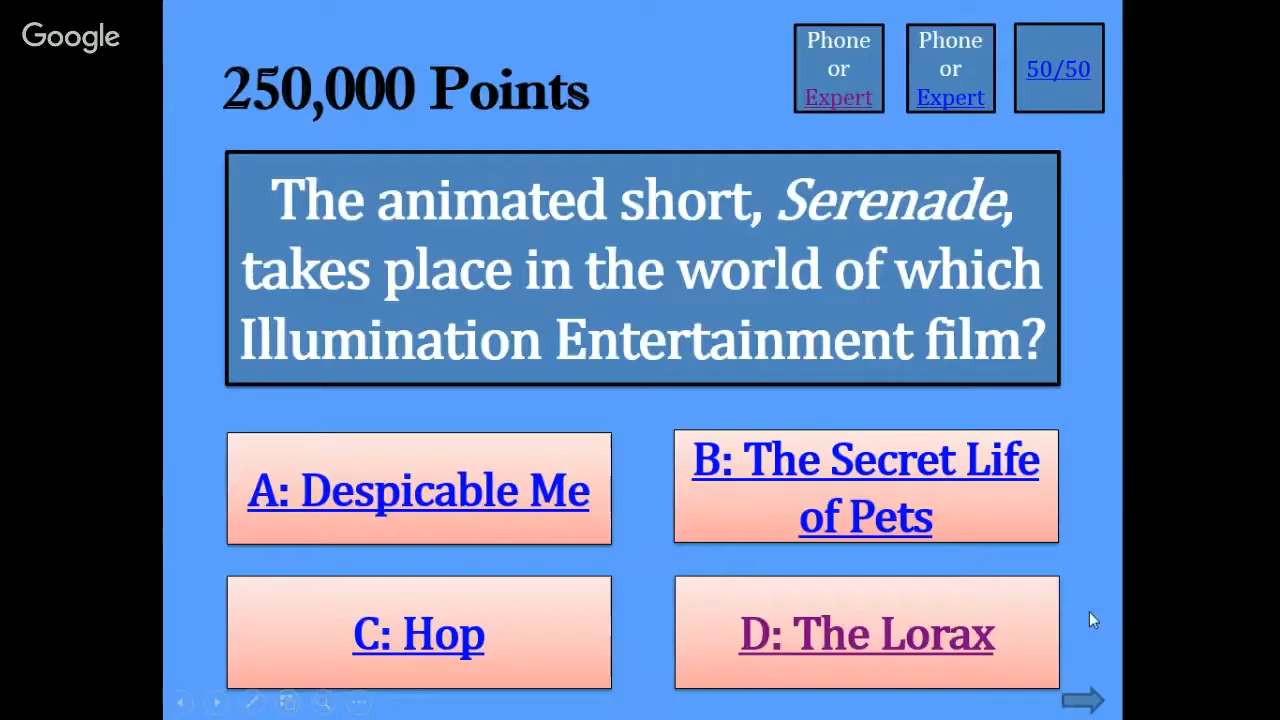 Google
250,000 Points
Phone
or
Expert
Phone
or
Expert
50/50
The animated short, Serenade,
takes place in the world of which
Illumination Entertainment film?
A: Despicable Me
B: The Secret Life
of Pets
C: Hop
D: The Lorax